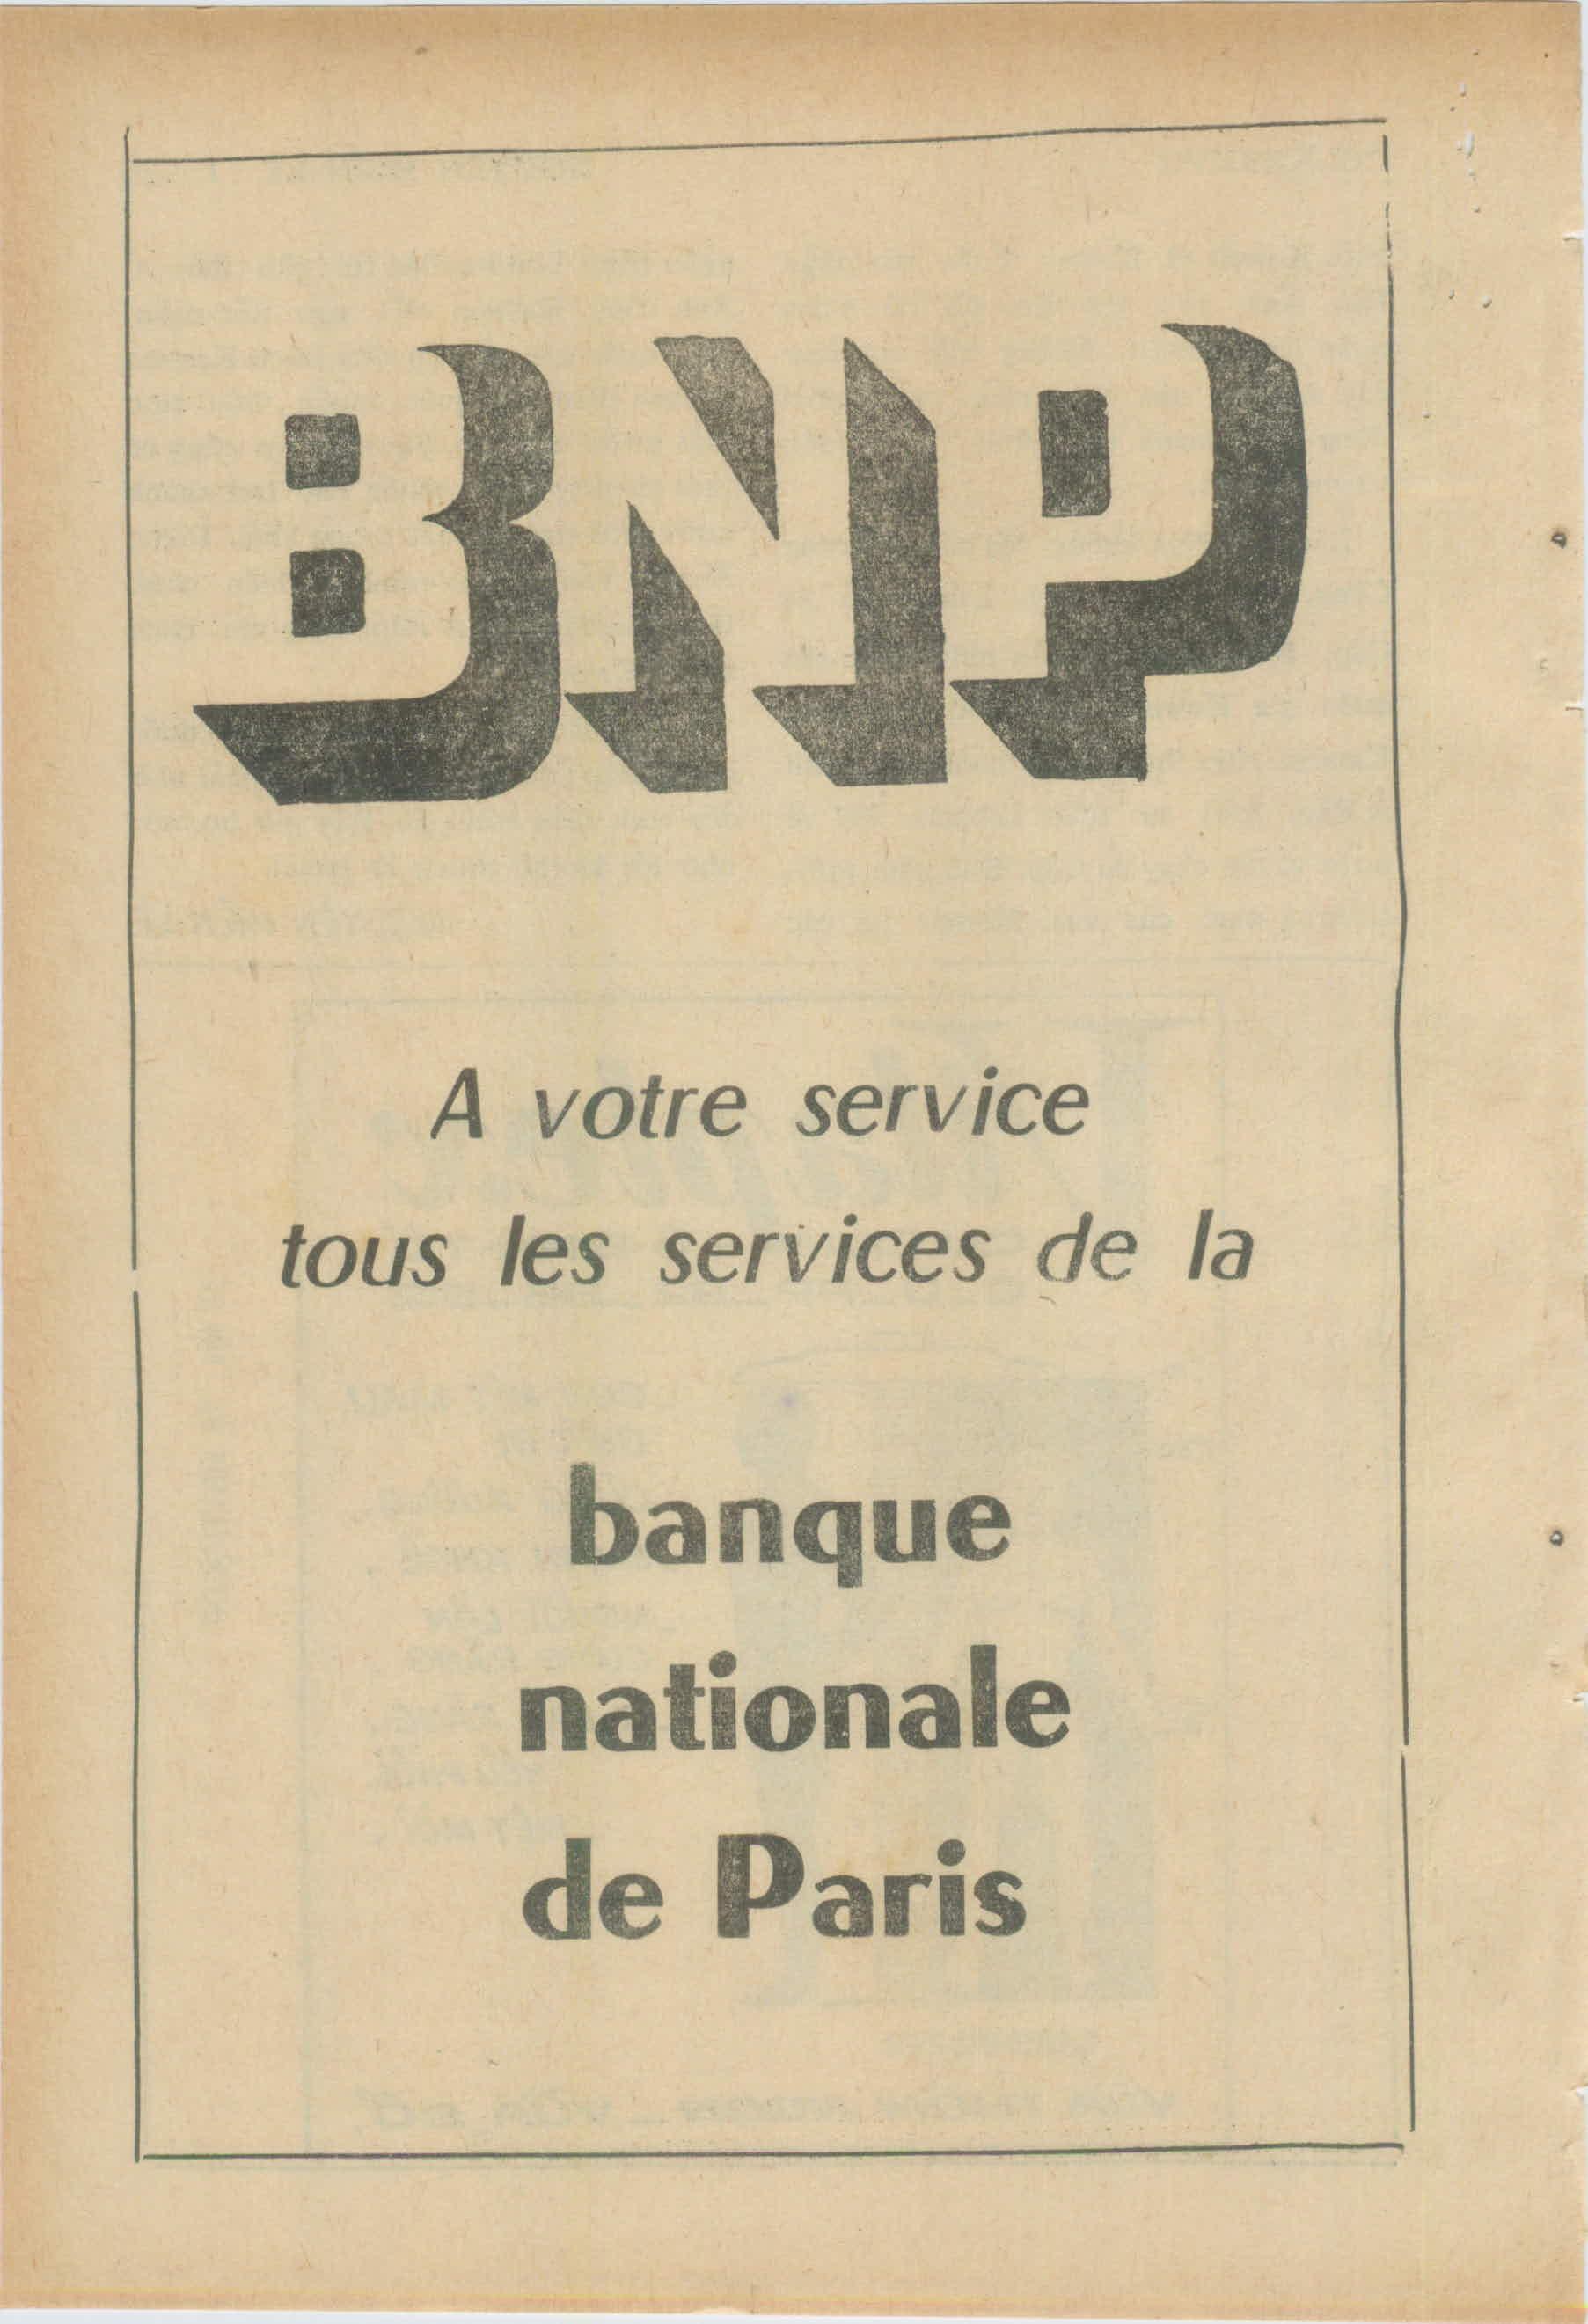 BNP
A votre service
tous les services de la
banque
nationale
de Paris